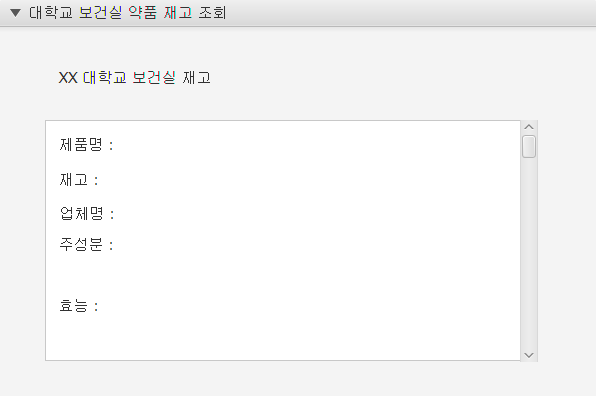 대학교 보건실 약품 재고 조회
XX 대학교 보건실 재고
제품명 :
재고 :
업체명 :
주성분 :
효능 :